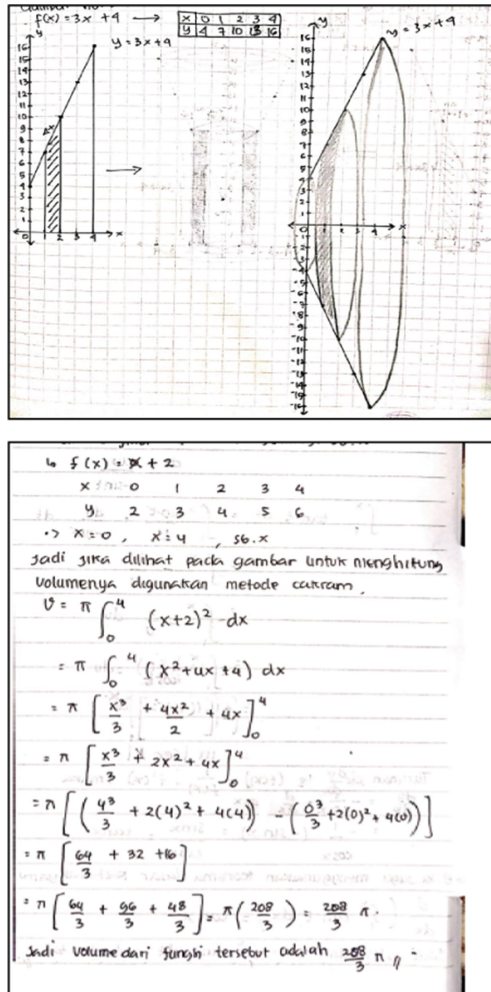 f(x) = 3x + 4 →
x 0 1 2 3 4
y 4 7 10 13 16
y = 3x + 4
y = 3x + 4
f(x) = x + 2
x 0 1 2 3 4
y 2 3 4 5 6
∴ x = 0, x = 4, sb. x
Jadi jika dilihat pada gambar untuk menghitung
volumenya digunakan metode cakram.
V = π ∫₀⁴ (x+2)² dx
= π ∫₀⁴ (x² + 4x + 4) dx
= π [x³/3 + 4x²/2 + 4x]₀⁴
= π [x³/3 + 2x² + 4x]₀⁴
= π [(4³/3 + 2(4)² + 4(4)) - (0³/3 + 2(0)² + 4(0))]
= π [64/3 + 32 + 16]
= π [64/3 + 96/3 + 48/3] = π (208/3) = 208/3 π.
Jadi volume dari fungsi tersebut adalah 208/3 π //